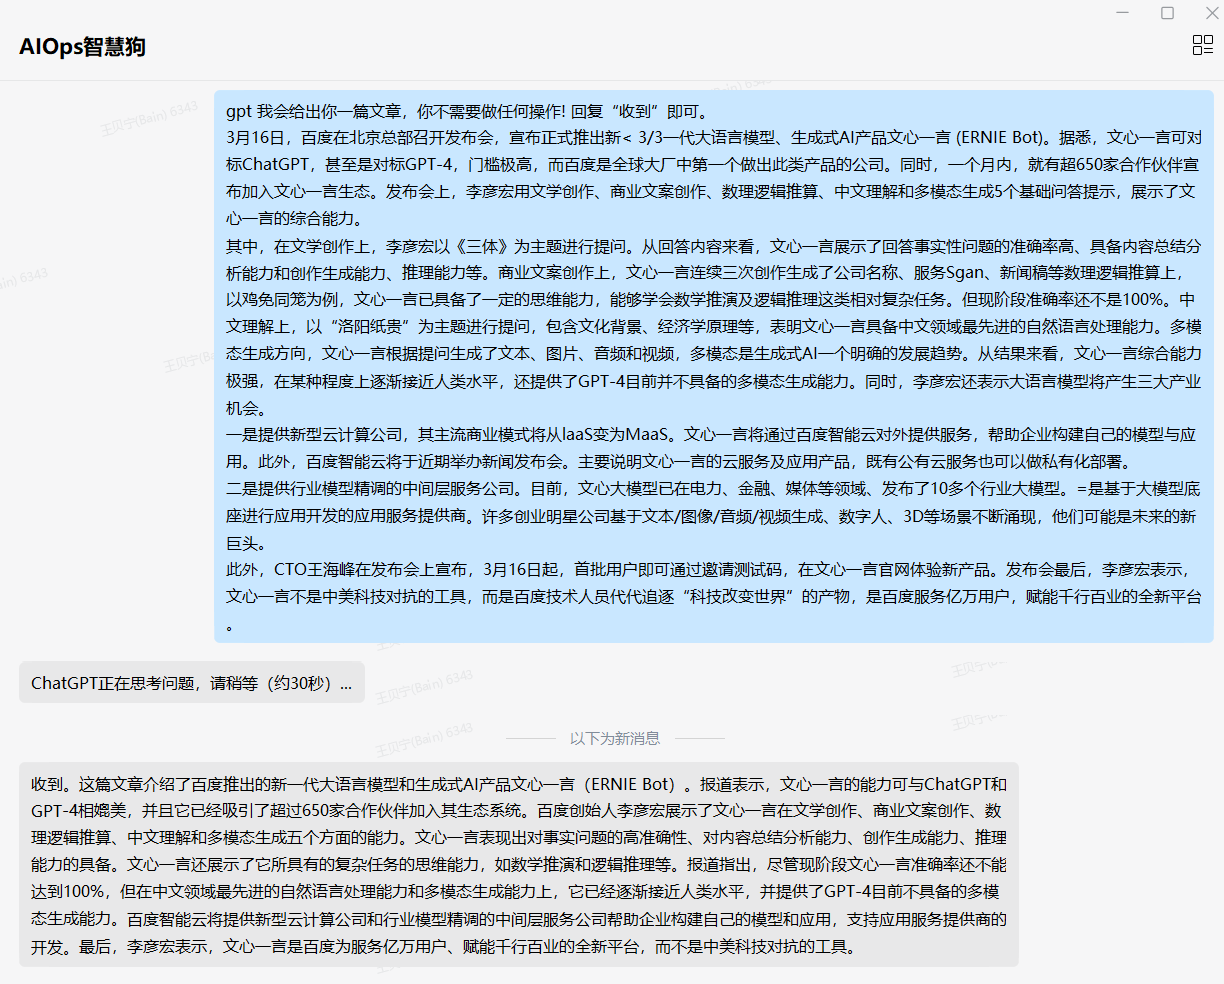 AIOps智慧狗
gpt 我会给出你一篇文章，你不需要做任何操作! 回复“收到”即可。
3月16日，百度在北京总部召开发布会，宣布正式推出新< 3/3一代大语言模型、生成式AI产品文心一言 (ERNIE Bot)。据悉，文心一言可对
标ChatGPT，甚至是对标GPT-4，门槛极高，而百度是全球大厂中第一个做出此类产品的公司。同时，一个月内，就有超650家合作伙伴宣
布加入文心一言生态。发布会上，李彦宏用文学创作、商业文案创作、数理逻辑推算、中文理解和多模态生成5个基础问答提示，展示了文
心一言的综合能力。
其中，在文学创作上，李彦宏以《三体》为主题进行提问。从回答内容来看，文心一言展示了回答事实性问题的准确率高、具备内容总结分
析能力和创作生成能力、推理能力等。商业文案创作上，文心一言连续三次创作生成了公司名称、服务Sgan、新闻稿等数理逻辑推算上，
以鸡兔同笼为例，文心一言已具备了一定的思维能力，能够学会数学推演及逻辑推理这类相对复杂任务。但现阶段准确率还不是100%。中
文理解上，以“洛阳纸贵”为主题进行提问，包含文化背景、经济学原理等，表明文心一言具备中文领域最先进的自然语言处理能力。多模
态生成方向，文心一言根据提问生成了文本、图片、音频和视频，多模态是生成式AI一个明确的发展趋势。从结果来看，文心一言综合能力
极强，在某种程度上逐渐接近人类水平，还提供了GPT-4目前并不具备的多模态生成能力。同时，李彦宏还表示大语言模型将产生三大产业
机会。
一是提供新型云计算公司，其主流商业模式将从laaS变为MaaS。文心一言将通过百度智能云对外提供服务，帮助企业构建自己的模型与应
用。此外，百度智能云将于近期举办新闻发布会。主要说明文心一言的云服务及应用产品，既有公有云服务也可以做私有化部署。
二是提供行业模型精调的中间层服务公司。目前，文心大模型已在电力、金融、媒体等领域、发布了10多个行业大模型。=是基于大模型底
座进行应用开发的应用服务提供商。许多创业明星公司基于文本/图像/音频/视频生成、数字人、3D等场景不断涌现，他们可能是未来的新
巨头。
此外，CTO王海峰在发布会上宣布，3月16日起，首批用户即可通过邀请测试码，在文心一言官网体验新产品。发布会最后，李彦宏表示，
文心一言不是中美科技对抗的工具，而是百度技术人员代代追逐“科技改变世界”的产物，是百度服务亿万用户，赋能千行百业的全新平台
。
ChatGPT正在思考问题，请稍等（约30秒）...
以下为新消息
收到。这篇文章介绍了百度推出的新一代大语言模型和生成式AI产品文心一言（ERNIE Bot）。报道表示，文心一言的能力可与ChatGPT和
GPT-4相媲美，并且它已经吸引了超过650家合作伙伴加入其生态系统。百度创始人李彦宏展示了文心一言在文学创作、商业文案创作、数
理逻辑推算、中文理解和多模态生成五个方面的能力。文心一言表现出对事实问题的高准确性、对内容总结分析能力、创作生成能力、推理
能力的具备。文心一言还展示了它所具有的复杂任务的思维能力，如数学推演和逻辑推理等。报道指出，尽管现阶段文心一言准确率还不能
达到100%，但在中文领域最先进的自然语言处理能力和多模态生成能力上，它已经逐渐接近人类水平，并提供了GPT-4目前不具备的多模
态生成能力。百度智能云将提供新型云计算公司和行业模型精调的中间层服务公司帮助企业构建自己的模型和应用，支持应用服务提供商的
开发。最后，李彦宏表示，文心一言是百度为服务亿万用户、赋能千行百业的全新平台，而不是中美科技对抗的工具。
王贝宁(Bain) 6343
王贝宁(Bain) 6343
王贝宁(Bain) 6343